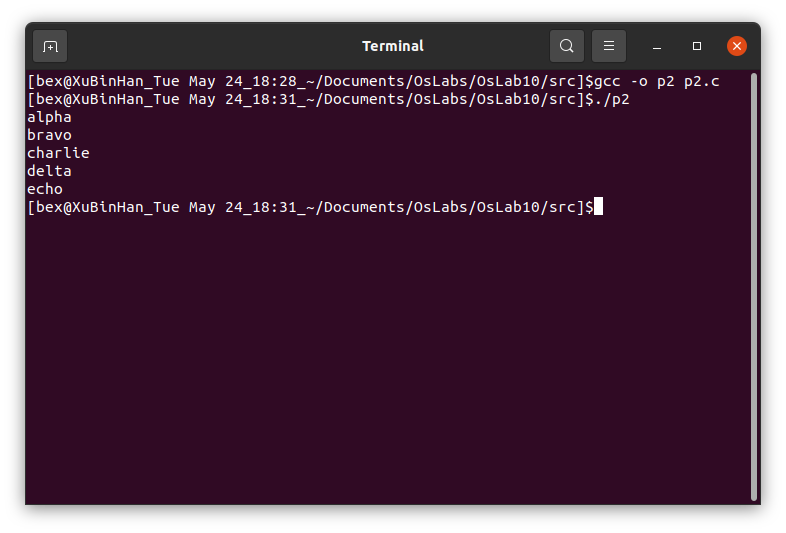 Terminal
[bex@XuBinHan_Tue May 24_18:28_~/Documents/OsLabs/OsLab10/src]$gcc -o p2 p2.c
[bex@XuBinHan_Tue May 24_18:31_~/Documents/OsLabs/OsLab10/src]$./p2
alpha
bravo
charlie
delta
echo
[bex@XuBinHan_Tue May 24_18:31_~/Documents/OsLabs/OsLab10/src]$